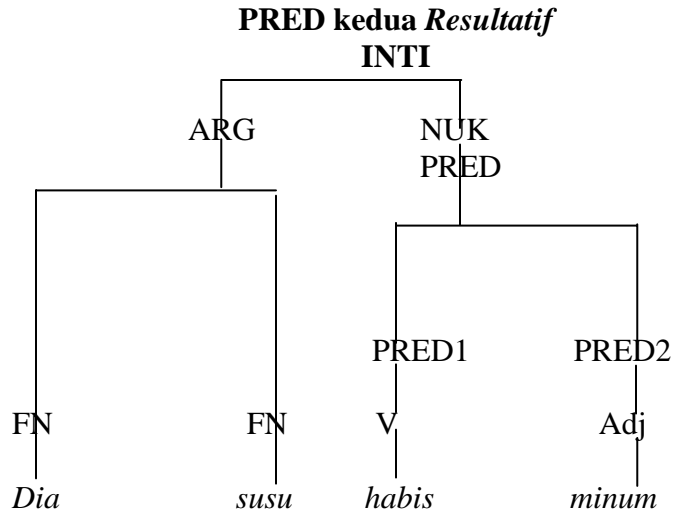 PRED kedua Resultatif
INTI
ARG NUK
PRED
PRED1 PRED2
FN FN V Adj
Dia susu habis minum